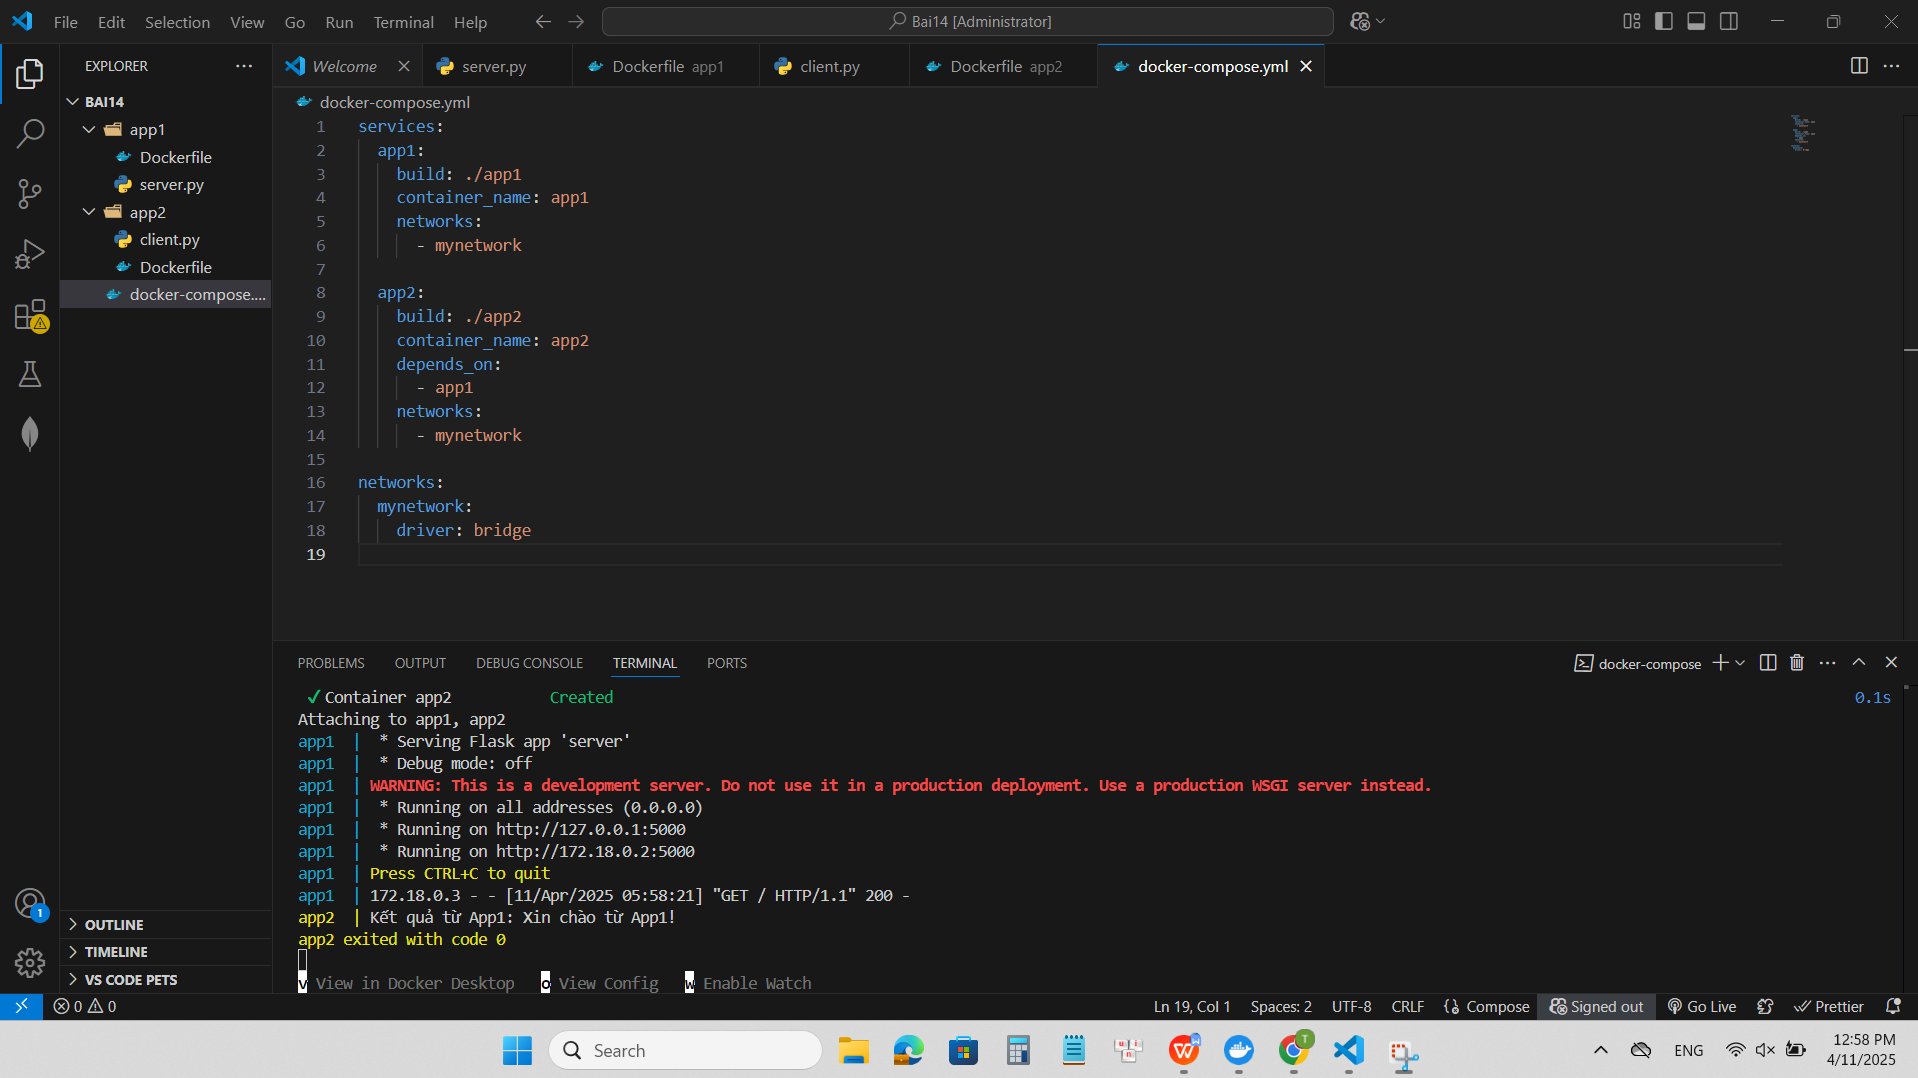 File Edit Selection View Go Run Terminal Help
Bai14 [Administrator]
EXPLORER
BAI14
app1
Dockerfile
server.py
app2
client.py
Dockerfile
docker-compose....
OUTLINE
TIMELINE
VS CODE PETS
Welcome server.py Dockerfile app1 client.py Dockerfile app2 docker-compose.yml
docker-compose.yml
1 services:
2 app1:
3 build: ./app1
4 container_name: app1
5 networks:
6 - mynetwork
7
8 app2:
9 build: ./app2
10 container_name: app2
11 depends_on:
12 - app1
13 networks:
14 - mynetwork
15
16 networks:
17 mynetwork:
18 driver: bridge
19
PROBLEMS OUTPUT DEBUG CONSOLE TERMINAL PORTS
docker-compose
✓Container app2 Created 0.1s
Attaching to app1, app2
app1 | * Serving Flask app 'server'
app1 | * Debug mode: off
app1 | WARNING: This is a development server. Do not use it in a production deployment. Use a production WSGI server instead.
app1 | * Running on all addresses (0.0.0.0)
app1 | * Running on http://127.0.0.1:5000
app1 | * Running on http://172.18.0.2:5000
app1 | Press CTRL+C to quit
app1 | 172.18.0.3 - - [11/Apr/2025 05:58:21] "GET / HTTP/1.1" 200 -
app2 | Kết quả từ App1: Xin chào từ App1!
app2 exited with code 0
v View in Docker Desktop o View Config w Enable Watch
1
0 0
Ln 19, Col 1 Spaces: 2 UTF-8 CRLF {} Compose Signed out Go Live Prettier
Search
T
ENG
12:58 PM
4/11/2025